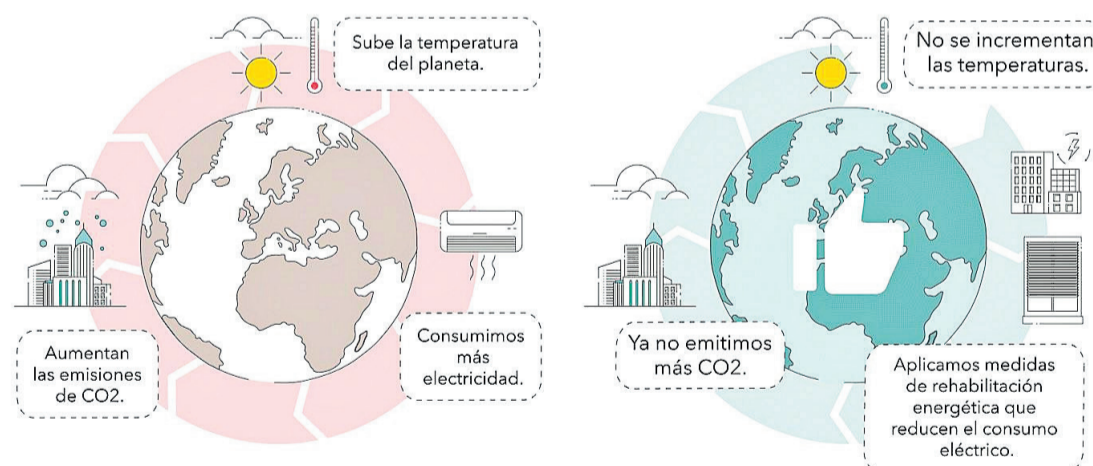 Sube la temperatura
del planeta.
Consumimos
más
electricidad.
Aumentan
las emisiones
de CO2.
No se incrementan
las temperaturas.
Aplicamos medidas
de rehabilitación
energética que
reducen el consumo
eléctrico.
Ya no emitimos
más CO2.